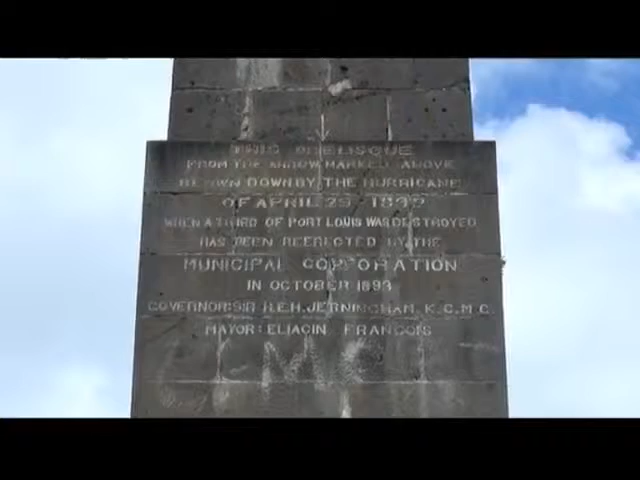 THIS OBELISQUE
FROM THE ARROW MARKED ABOVE
BLOWN DOWN BY THE HURRICANE
OF APRIL 29 1892
WHEN A THIRD OF PORT LOUIS WAS DESTROYED
HAS BEEN REERECTED BY THE
MUNICIPAL CORPORATION
IN OCTOBER 1893
GOVERNOR: SIR H.E.H. JERNINGHAM K.C.M.G.
MAYOR: ELIACIN FRANCOIS